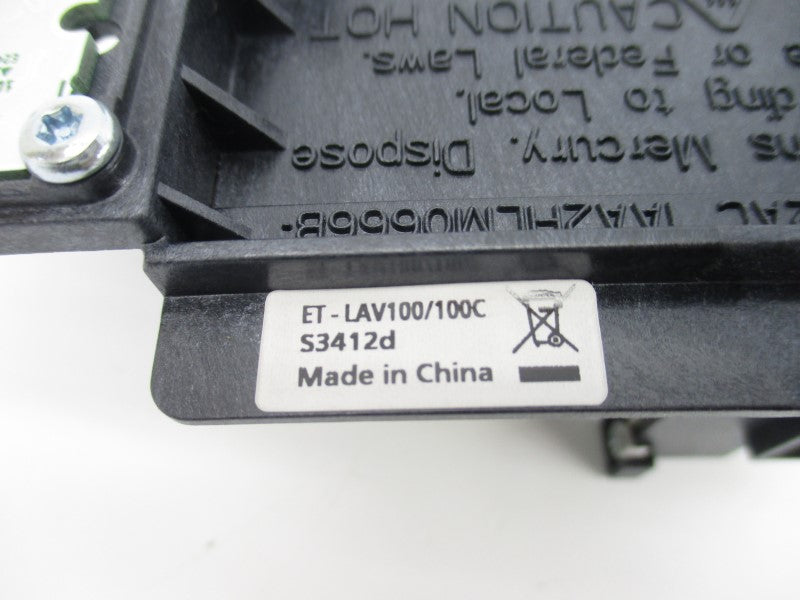 ET-LAV100/100C
S3412d
Made in China
ns Mercury. Dispose
ding to Local.
e or Federal Laws.
CAUTION HOT